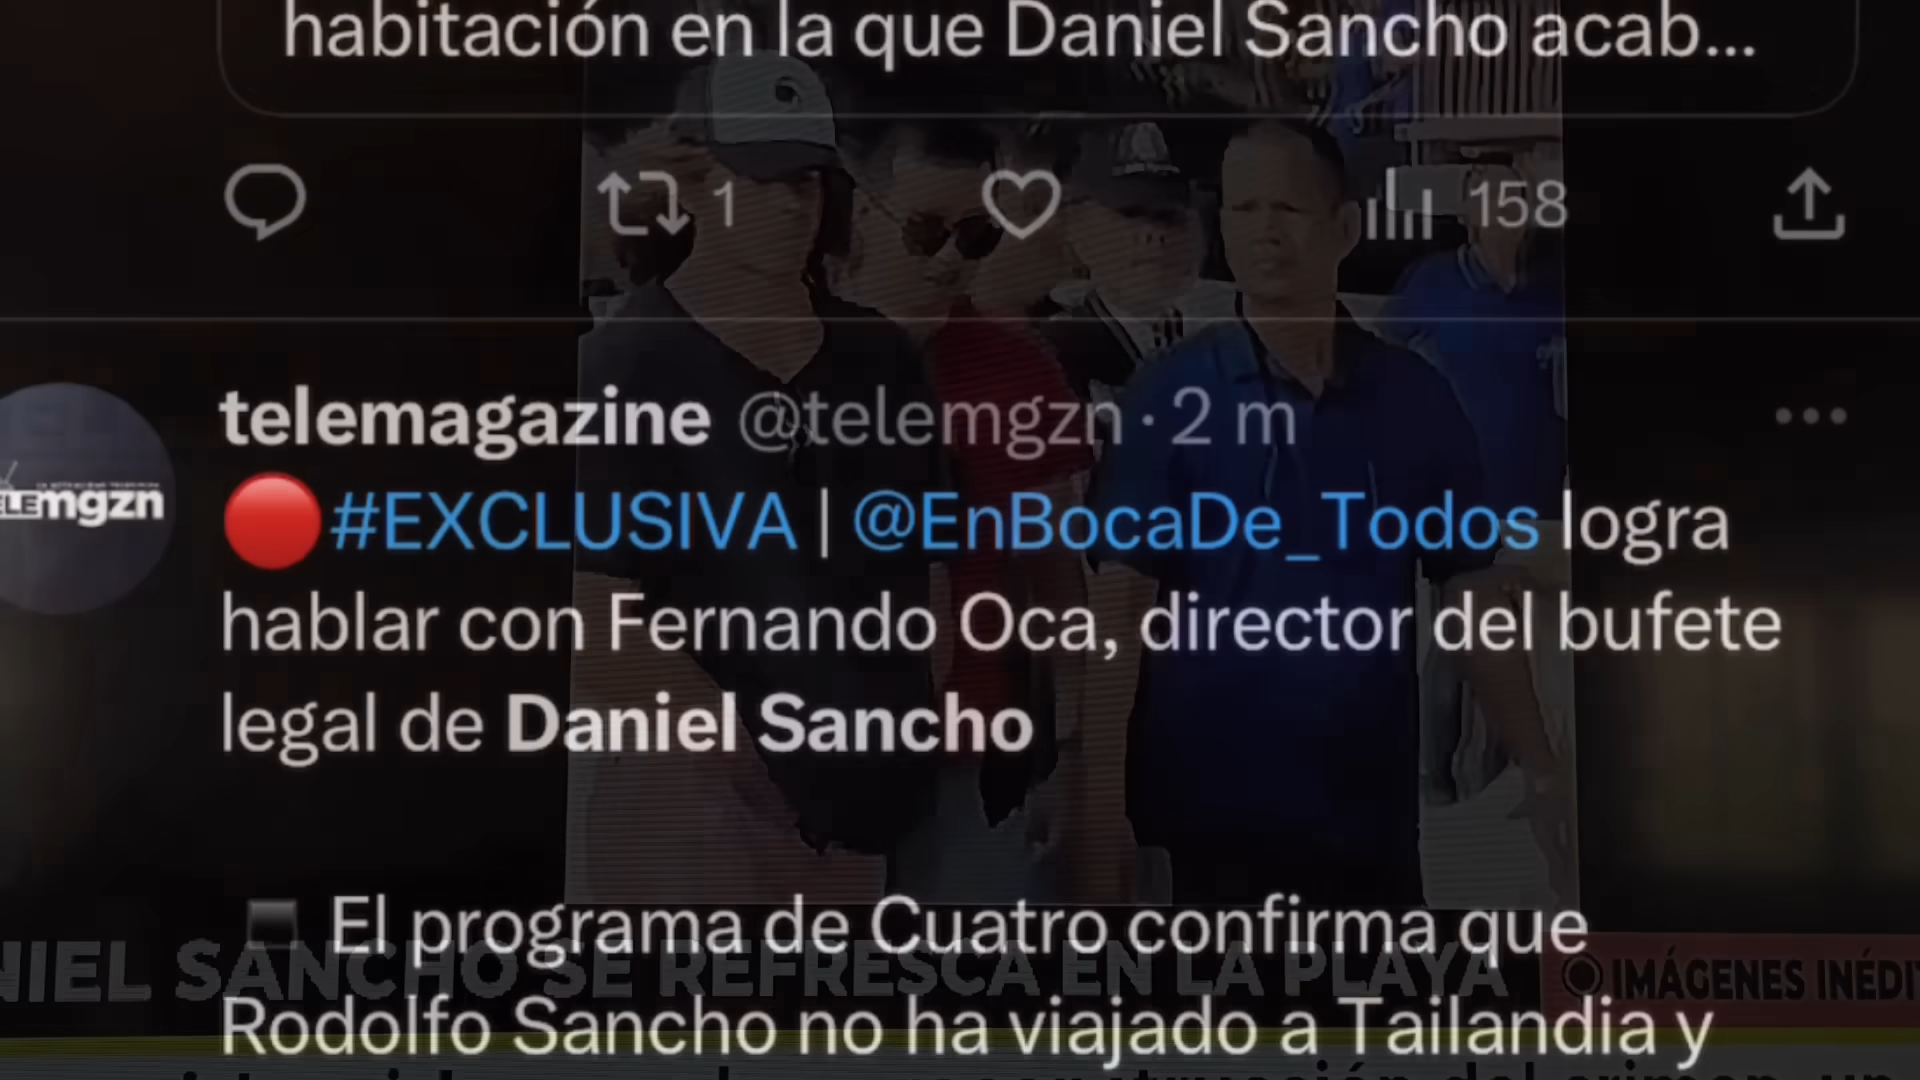 habitación en la que Daniel Sancho acab...
1
158
telemagazine @telemgzn · 2 m
ELEmgzn
🔴#EXCLUSIVA | @EnBocaDe_Todos logra
hablar con Fernando Oca, director del bufete
legal de Daniel Sancho
El programa de Cuatro confirma que
NIEL SANCHO SE REFRESCA EN LA PLAYA
IMÁGENES INÉDIT
Rodolfo Sancho no ha viajado a Tailandia y